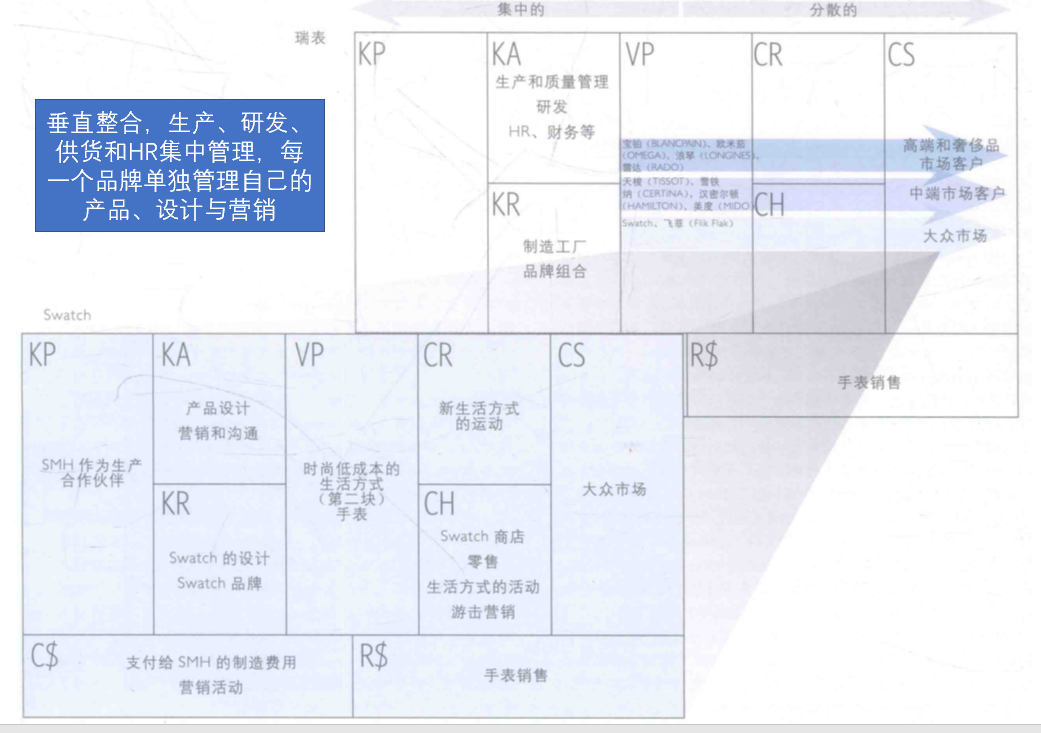 集中的
分散的
瑞表
KP
KA
生产和质量管理
研发
HR、财务等
VP
CR
CS
垂直整合，生产、研发、
供货和HR集中管理，每
一个品牌单独管理自己的
产品、设计与营销
宝铂（BLANCPAIN）、欧米茄
（OMEGA）、浪琴（LONGINES）、
雷达（RADO）
高端和奢侈品
市场客户
天梭（TISSOT）、雪铁
纳（CERTINA）、汉密尔顿
（HAMILTON）、美度（MIDO）
中端市场客户
KR
制造工厂
品牌组合
CH
Swatch、飞菲（Flik Flak）
大众市场
R$
手表销售
Swatch
KP
SMH 作为生产
合作伙伴
KA
产品设计
营销和沟通
KR
Swatch 的设计
Swatch 品牌
VP
时尚低成本的
生活方式
（第二块）
手表
CR
新生活方式
的运动
CH
Swatch 商店
零售
生活方式的活动
游击营销
CS
大众市场
C$
支付给 SMH 的制造费用
营销活动
R$
手表销售